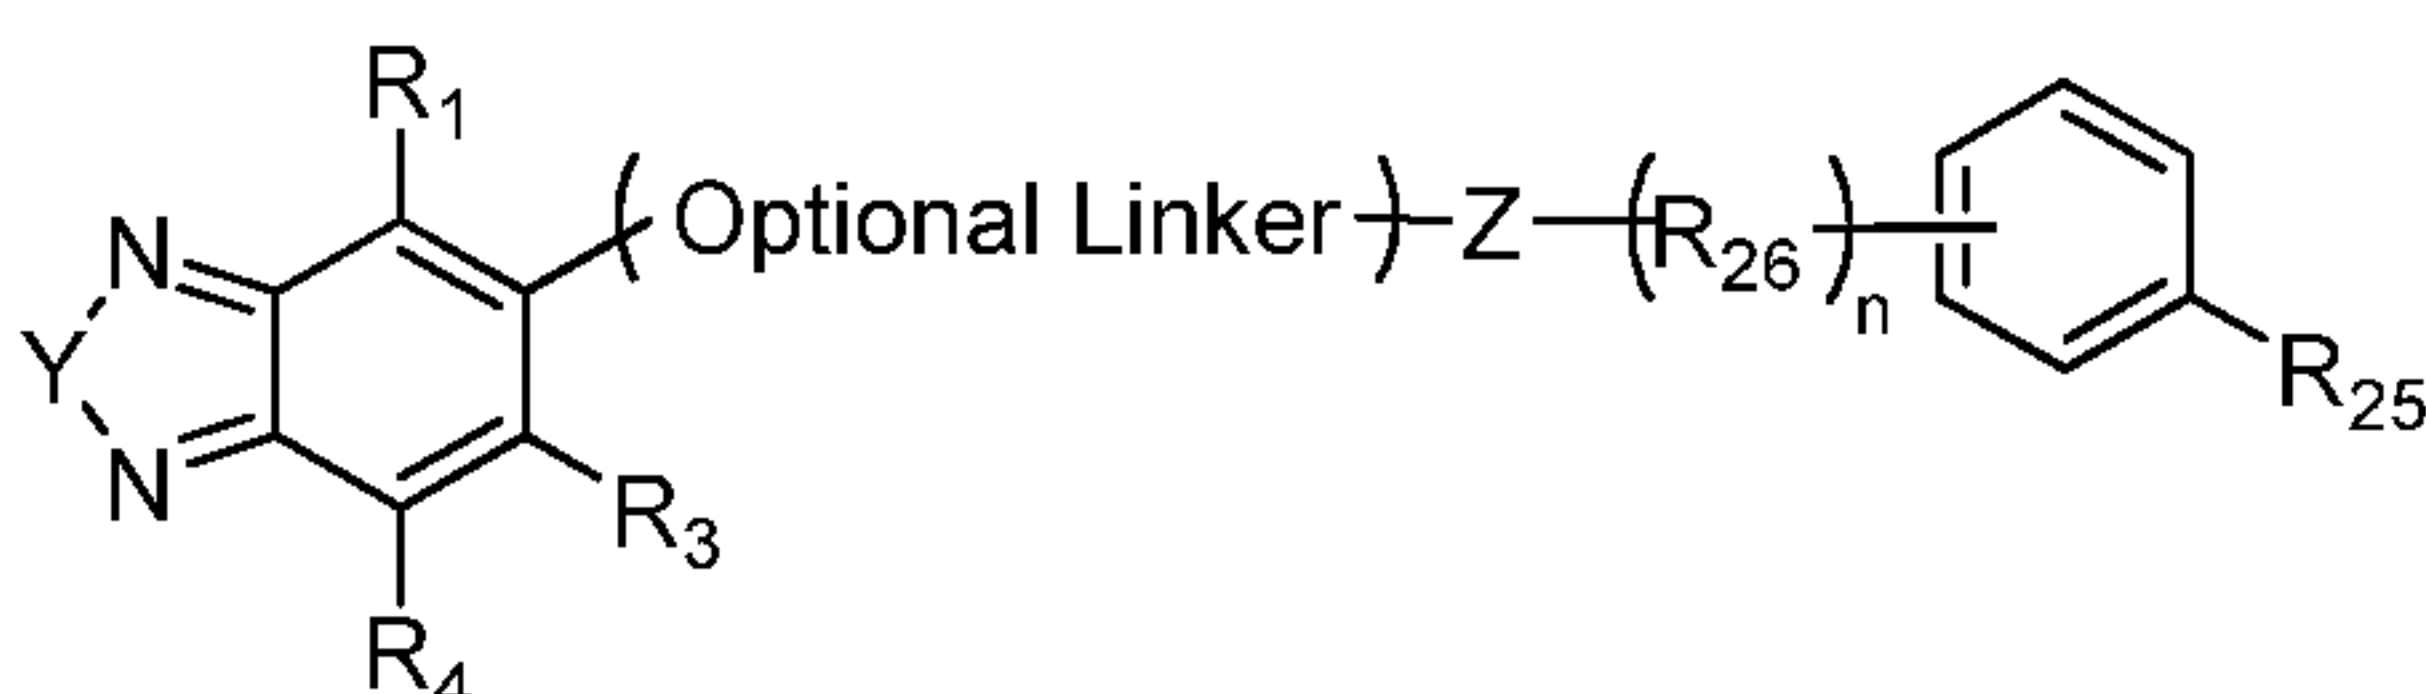 R1
N
( Optional Linker ) Z ( R26 )n
Y
N
R3
R25
R4